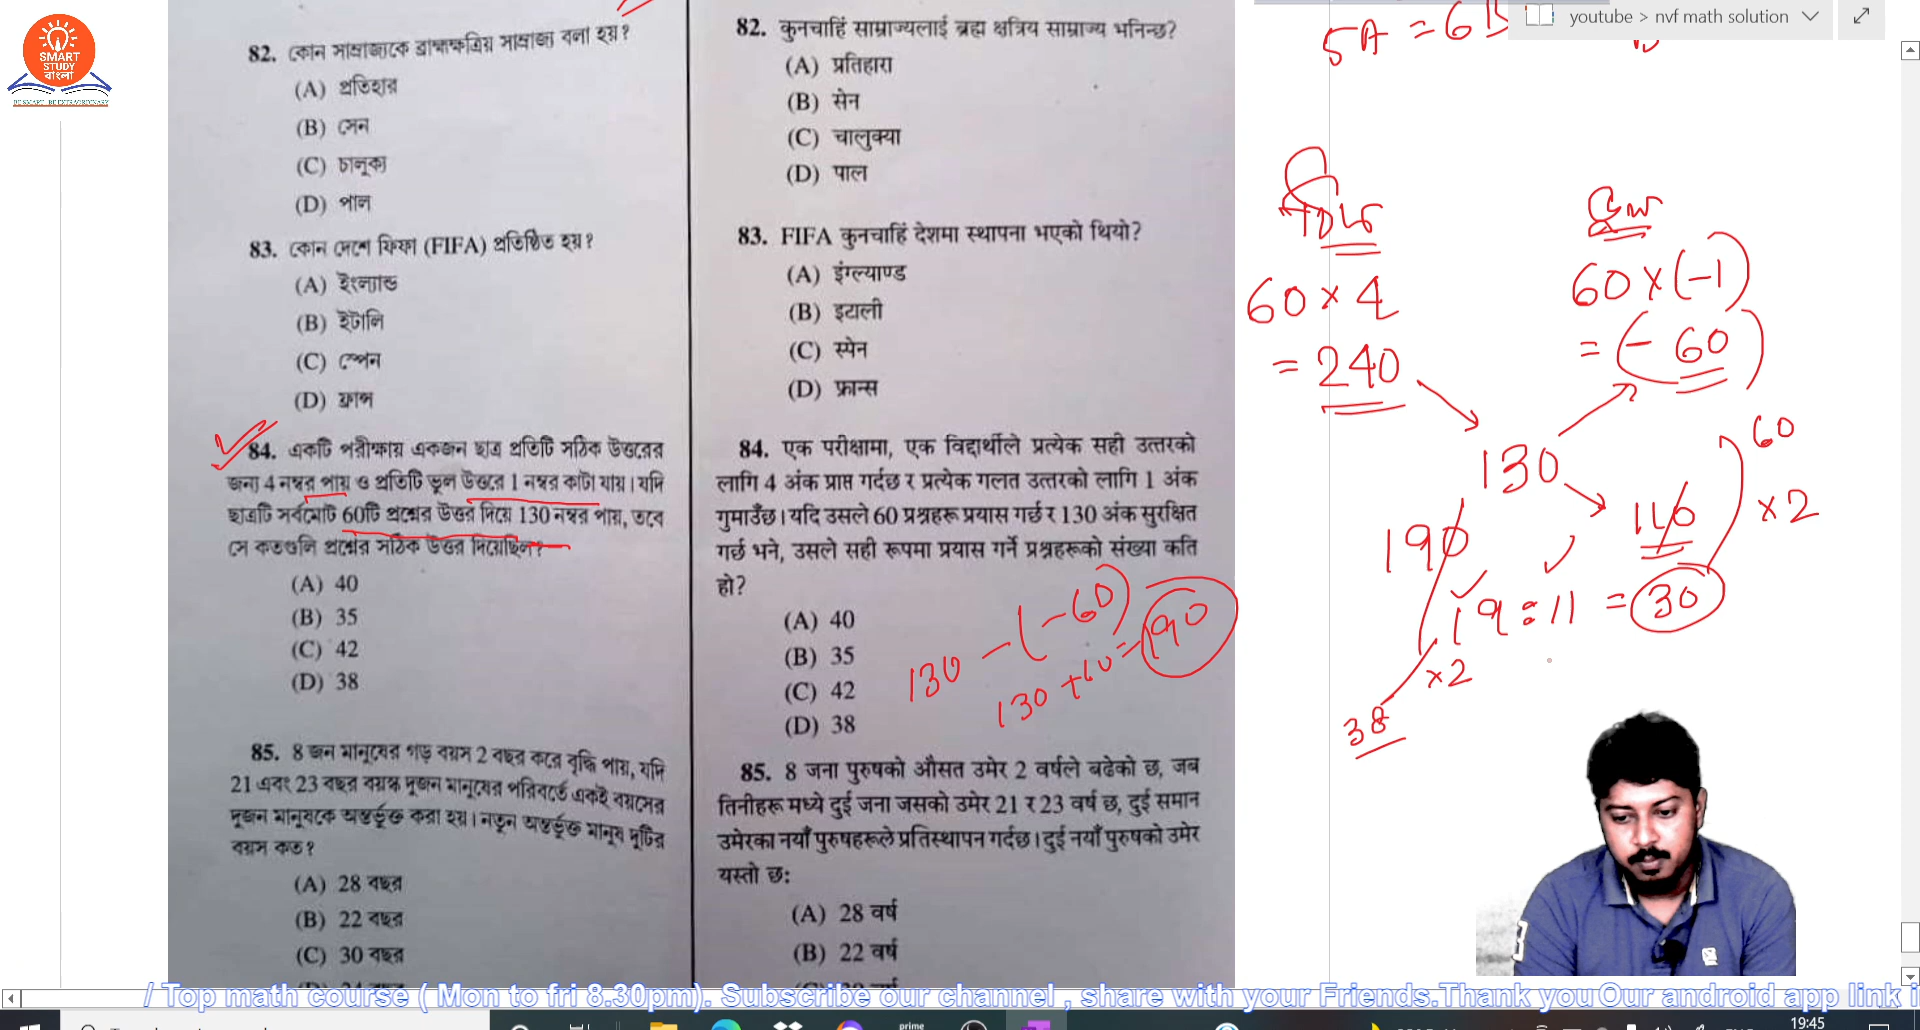 SMART
STUDY
বাংলা
BE SMART BE EXTRAORDINARY
82. কোন সাম্রাজ্যকে ব্রাহ্মক্ষত্রিয় সাম্রাজ্য বলা হয়?
(A) প্রতিহার
(B) সেন
(C) চালুক্য
(D) পাল
83. কোন দেশে ফিফা (FIFA) প্রতিষ্ঠিত হয়?
(A) ইংল্যান্ড
(B) ইটালি
(C) স্পেন
(D) ফ্রান্স
84. একটি পরীক্ষায় একজন ছাত্র প্রতিটি সঠিক উত্তরের
জন্য 4 নম্বর পায় ও প্রতিটি ভুল উত্তরে 1 নম্বর কাটা যায়। যদি
ছাত্রটি সর্বমোট 60টি প্রশ্নের উত্তর দিয়ে 130 নম্বর পায়, তবে
সে কতগুলি প্রশ্নের সঠিক উত্তর দিয়েছিল?
(A) 40
(B) 35
(C) 42
(D) 38
85. 8 জন মানুষের গড় বয়স 2 বছর করে বৃদ্ধি পায়, যদি
21 এবং 23 বছর বয়স্ক দুজন মানুষের পরিবর্তে একই বয়সের
দুজন মানুষকে অন্তর্ভুক্ত করা হয়। নতুন অন্তর্ভুক্ত মানুষ দুটির
বয়স কত?
(A) 28 বছর
(B) 22 বছর
(C) 30 বছর
82. कुनचाहिं साम्राज्यलाई ब्रह्म क्षत्रिय साम्राज्य भनिन्छ?
(A) प्रतिहारा
(B) सेन
(C) चालुक्या
(D) पाल
83. FIFA कुनचाहिं देशमा स्थापना भएको थियो?
(A) इंग्ल्याण्ड
(B) इटाली
(C) स्पेन
(D) फ्रान्स
84. एक परीक्षामा, एक विद्यार्थीले प्रत्येक सही उत्तरको
लागि 4 अंक प्राप्त गर्दछ र प्रत्येक गलत उत्तरको लागि 1 अंक
गुमाउँछ। यदि उसले 60 प्रश्नहरू प्रयास गर्छ र 130 अंक सुरक्षित
गर्छ भने, उसले सही रूपमा प्रयास गर्ने प्रश्नहरूको संख्या कति
हो?
(A) 40
(B) 35
(C) 42
(D) 38
130 - (-60)
130 + 60 = 190
85. 8 जना पुरुषको औसत उमेर 2 वर्षले बढेको छ, जब
तिनीहरू मध्ये दुई जना जसको उमेर 21 र 23 वर्ष छ, दुई समान
उमेरका नयाँ पुरुषहरूले प्रतिस्थापन गर्दछ। दुई नयाँ पुरुषको उमेर
यस्तो छ:
(A) 28 वर्ष
(B) 22 वर्ष
youtube > nvf math solution
5A = 6B
ভুল
60 × 4
= 240
60 × (-1)
= (-60)
130
190
110
60
×2
19 : 11 = 30
×2
38
/ Top math course ( Mon to fri 8.30pm). Subscribe our channel , share with your Friends.Thank you Our android app link i
prime
19:45